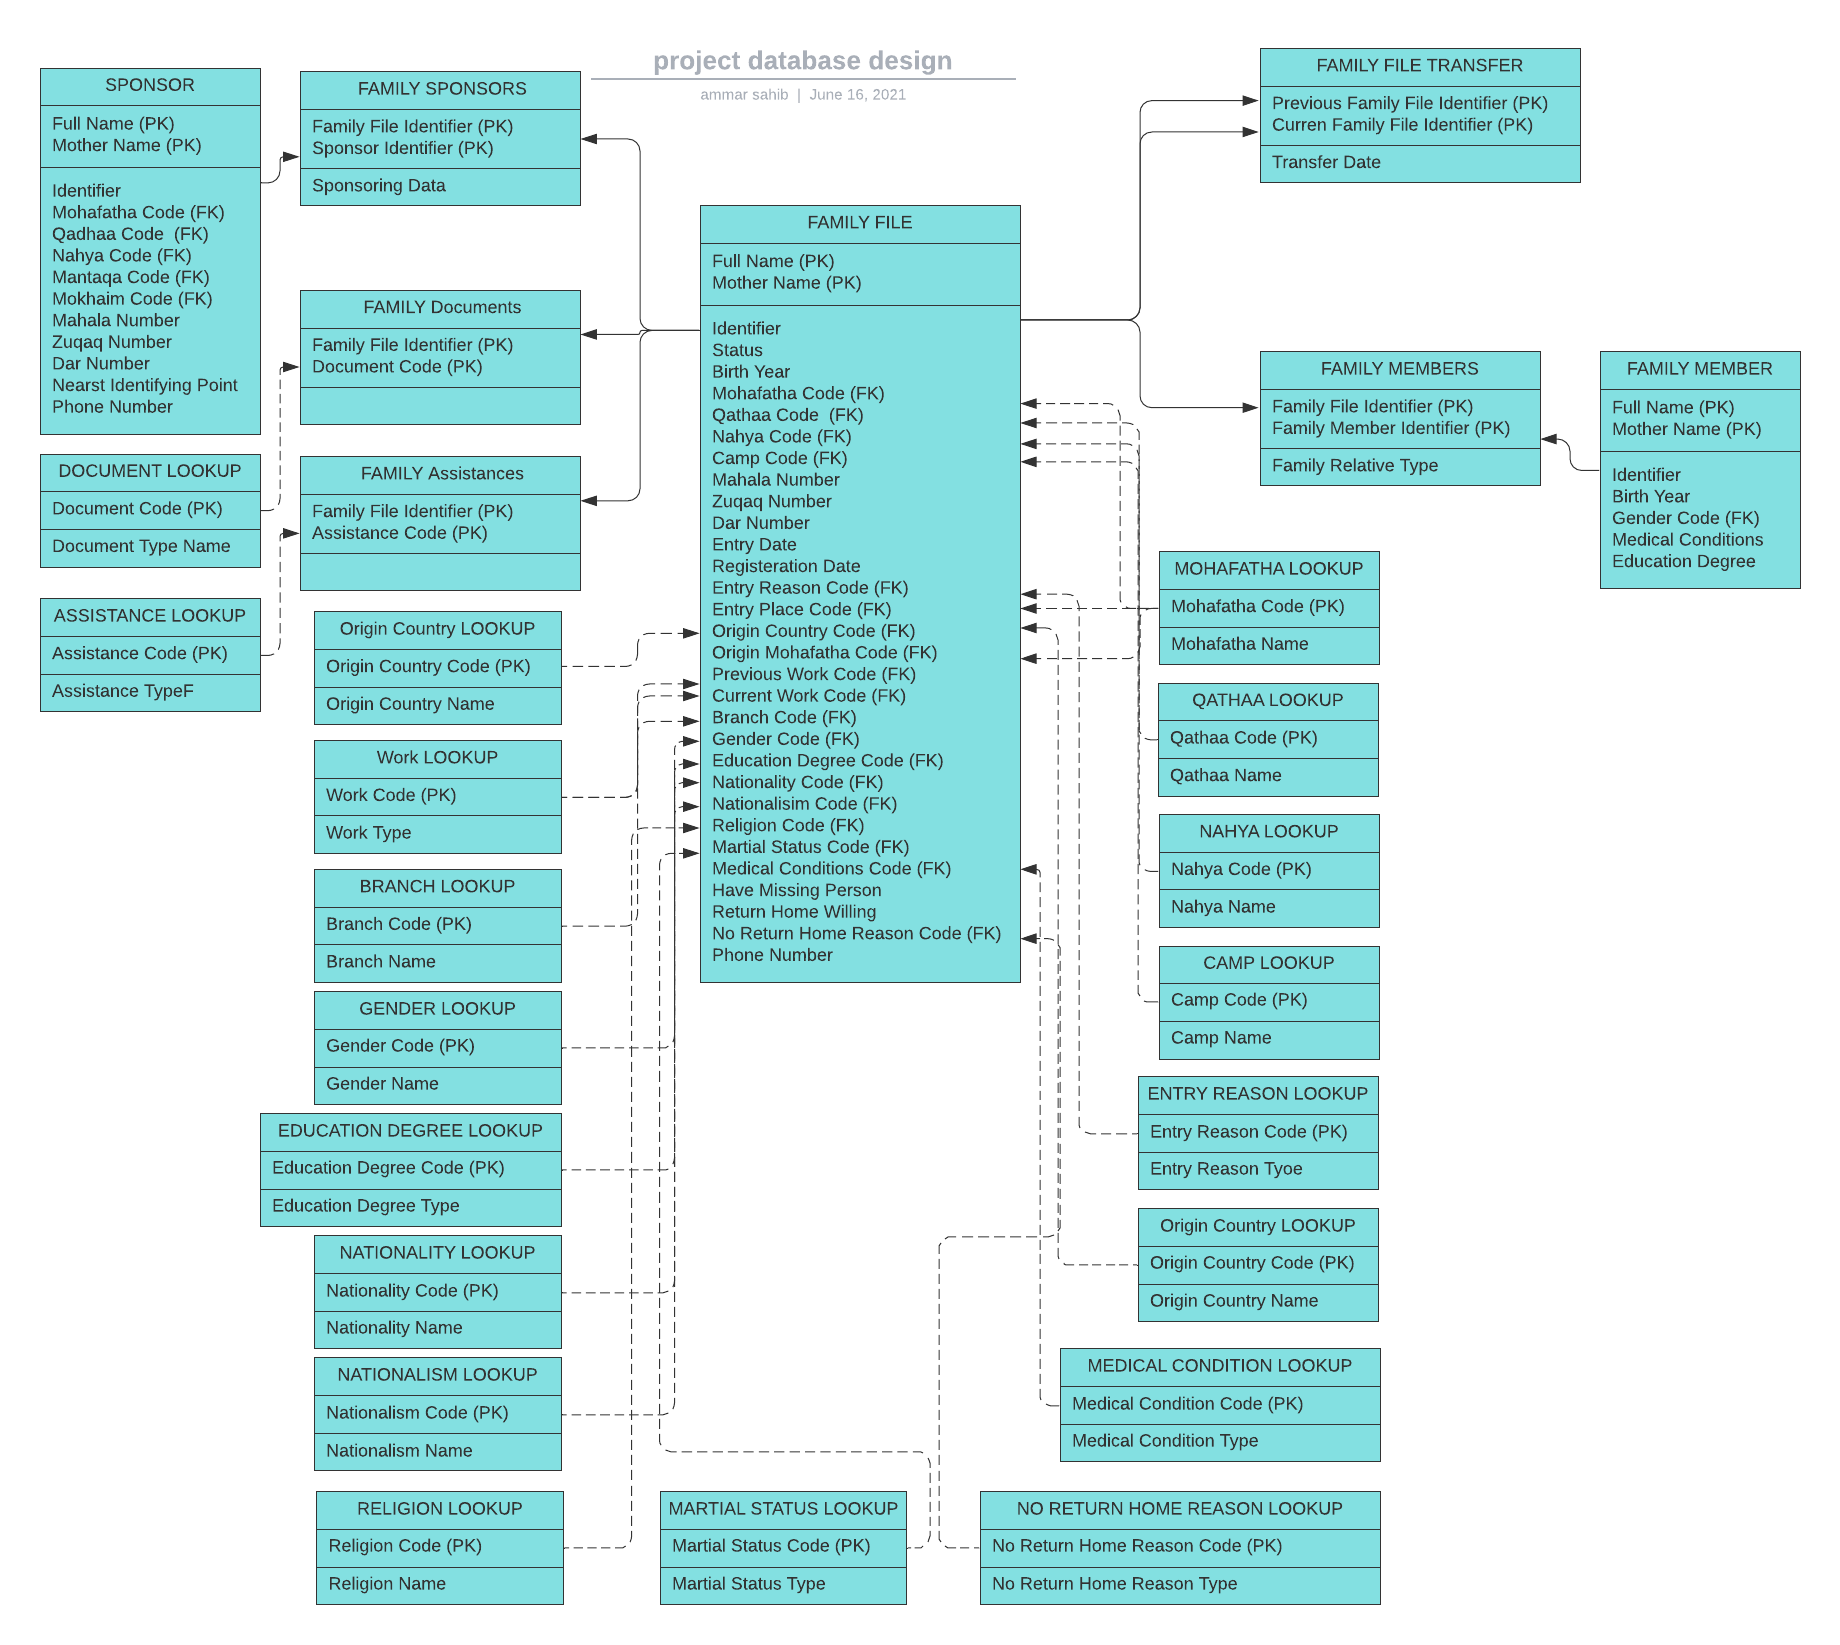 project database design
ammar sahib | June 16, 2021
SPONSOR
Full Name (PK)
Mother Name (PK)
Identifier
Mohafatha Code (FK)
Qadhaa Code  (FK)
Nahya Code (FK)
Mantaqa Code (FK)
Mokhaim Code (FK)
Mahala Number
Zuqaq Number
Dar Number
Nearst Identifying Point
Phone Number
DOCUMENT LOOKUP
Document Code (PK)
Document Type Name
ASSISTANCE LOOKUP
Assistance Code (PK)
Assistance TypeF
FAMILY SPONSORS
Family File Identifier (PK)
Sponsor Identifier (PK)
Sponsoring Data
FAMILY Documents
Family File Identifier (PK)
Document Code (PK)
FAMILY Assistances
Family File Identifier (PK)
Assistance Code (PK)
Origin Country LOOKUP
Origin Country Code (PK)
Origin Country Name
Work LOOKUP
Work Code (PK)
Work Type
BRANCH LOOKUP
Branch Code (PK)
Branch Name
GENDER LOOKUP
Gender Code (PK)
Gender Name
EDUCATION DEGREE LOOKUP
Education Degree Code (PK)
Education Degree Type
NATIONALITY LOOKUP
Nationality Code (PK)
Nationality Name
NATIONALISM LOOKUP
Nationalism Code (PK)
Nationalism Name
RELIGION LOOKUP
Religion Code (PK)
Religion Name
FAMILY FILE
Full Name (PK)
Mother Name (PK)
Identifier
Status
Birth Year
Mohafatha Code (FK)
Qathaa Code  (FK)
Nahya Code (FK)
Camp Code (FK)
Mahala Number
Zuqaq Number
Dar Number
Entry Date
Registeration Date
Entry Reason Code (FK)
Entry Place Code (FK)
Origin Country Code (FK)
Origin Mohafatha Code (FK)
Previous Work Code (FK)
Current Work Code (FK)
Branch Code (FK)
Gender Code (FK)
Education Degree Code (FK)
Nationality Code (FK)
Nationalisim Code (FK)
Religion Code (FK)
Martial Status Code (FK)
Medical Conditions Code (FK)
Have Missing Person
Return Home Willing
No Return Home Reason Code (FK)
Phone Number
MARTIAL STATUS LOOKUP
Martial Status Code (PK)
Martial Status Type
FAMILY FILE TRANSFER
Previous Family File Identifier (PK)
Curren Family File Identifier (PK)
Transfer Date
FAMILY MEMBERS
Family File Identifier (PK)
Family Member Identifier (PK)
Family Relative Type
FAMILY MEMBER
Full Name (PK)
Mother Name (PK)
Identifier
Birth Year
Gender Code (FK)
Medical Conditions
Education Degree
MOHAFATHA LOOKUP
Mohafatha Code (PK)
Mohafatha Name
QATHAA LOOKUP
Qathaa Code (PK)
Qathaa Name
NAHYA LOOKUP
Nahya Code (PK)
Nahya Name
CAMP LOOKUP
Camp Code (PK)
Camp Name
ENTRY REASON LOOKUP
Entry Reason Code (PK)
Entry Reason Tyoe
Origin Country LOOKUP
Origin Country Code (PK)
Origin Country Name
MEDICAL CONDITION LOOKUP
Medical Condition Code (PK)
Medical Condition Type
NO RETURN HOME REASON LOOKUP
No Return Home Reason Code (PK)
No Return Home Reason Type